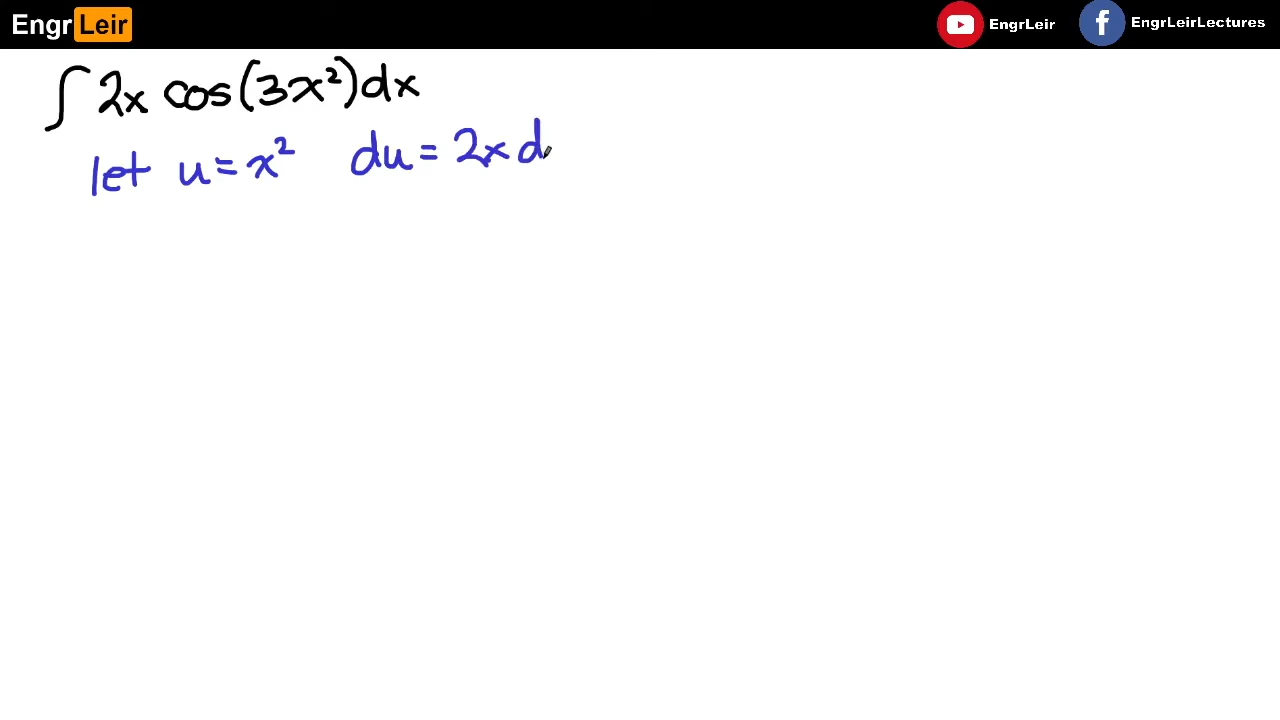 EngrLeir EngrLeir EngrLeirLectures
∫ 2x cos(3x²)dx
let u = x² du = 2x d